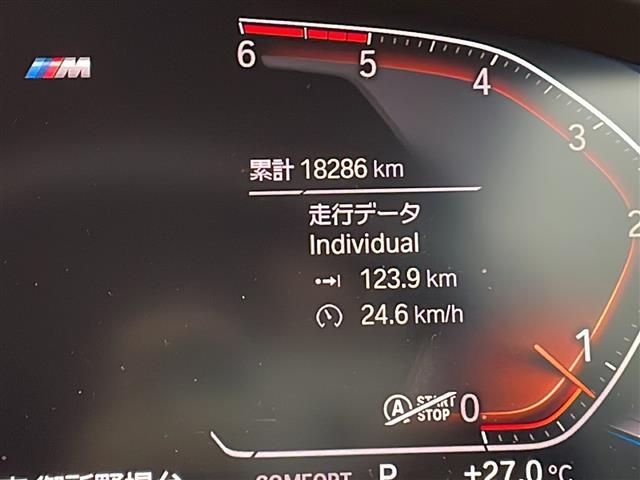 M
6
5
4
3
2
1
0
累計 18286 km
走行データ
Individual
123.9 km
24.6 km/h
A START STOP
COMFORT P +27.0 °C